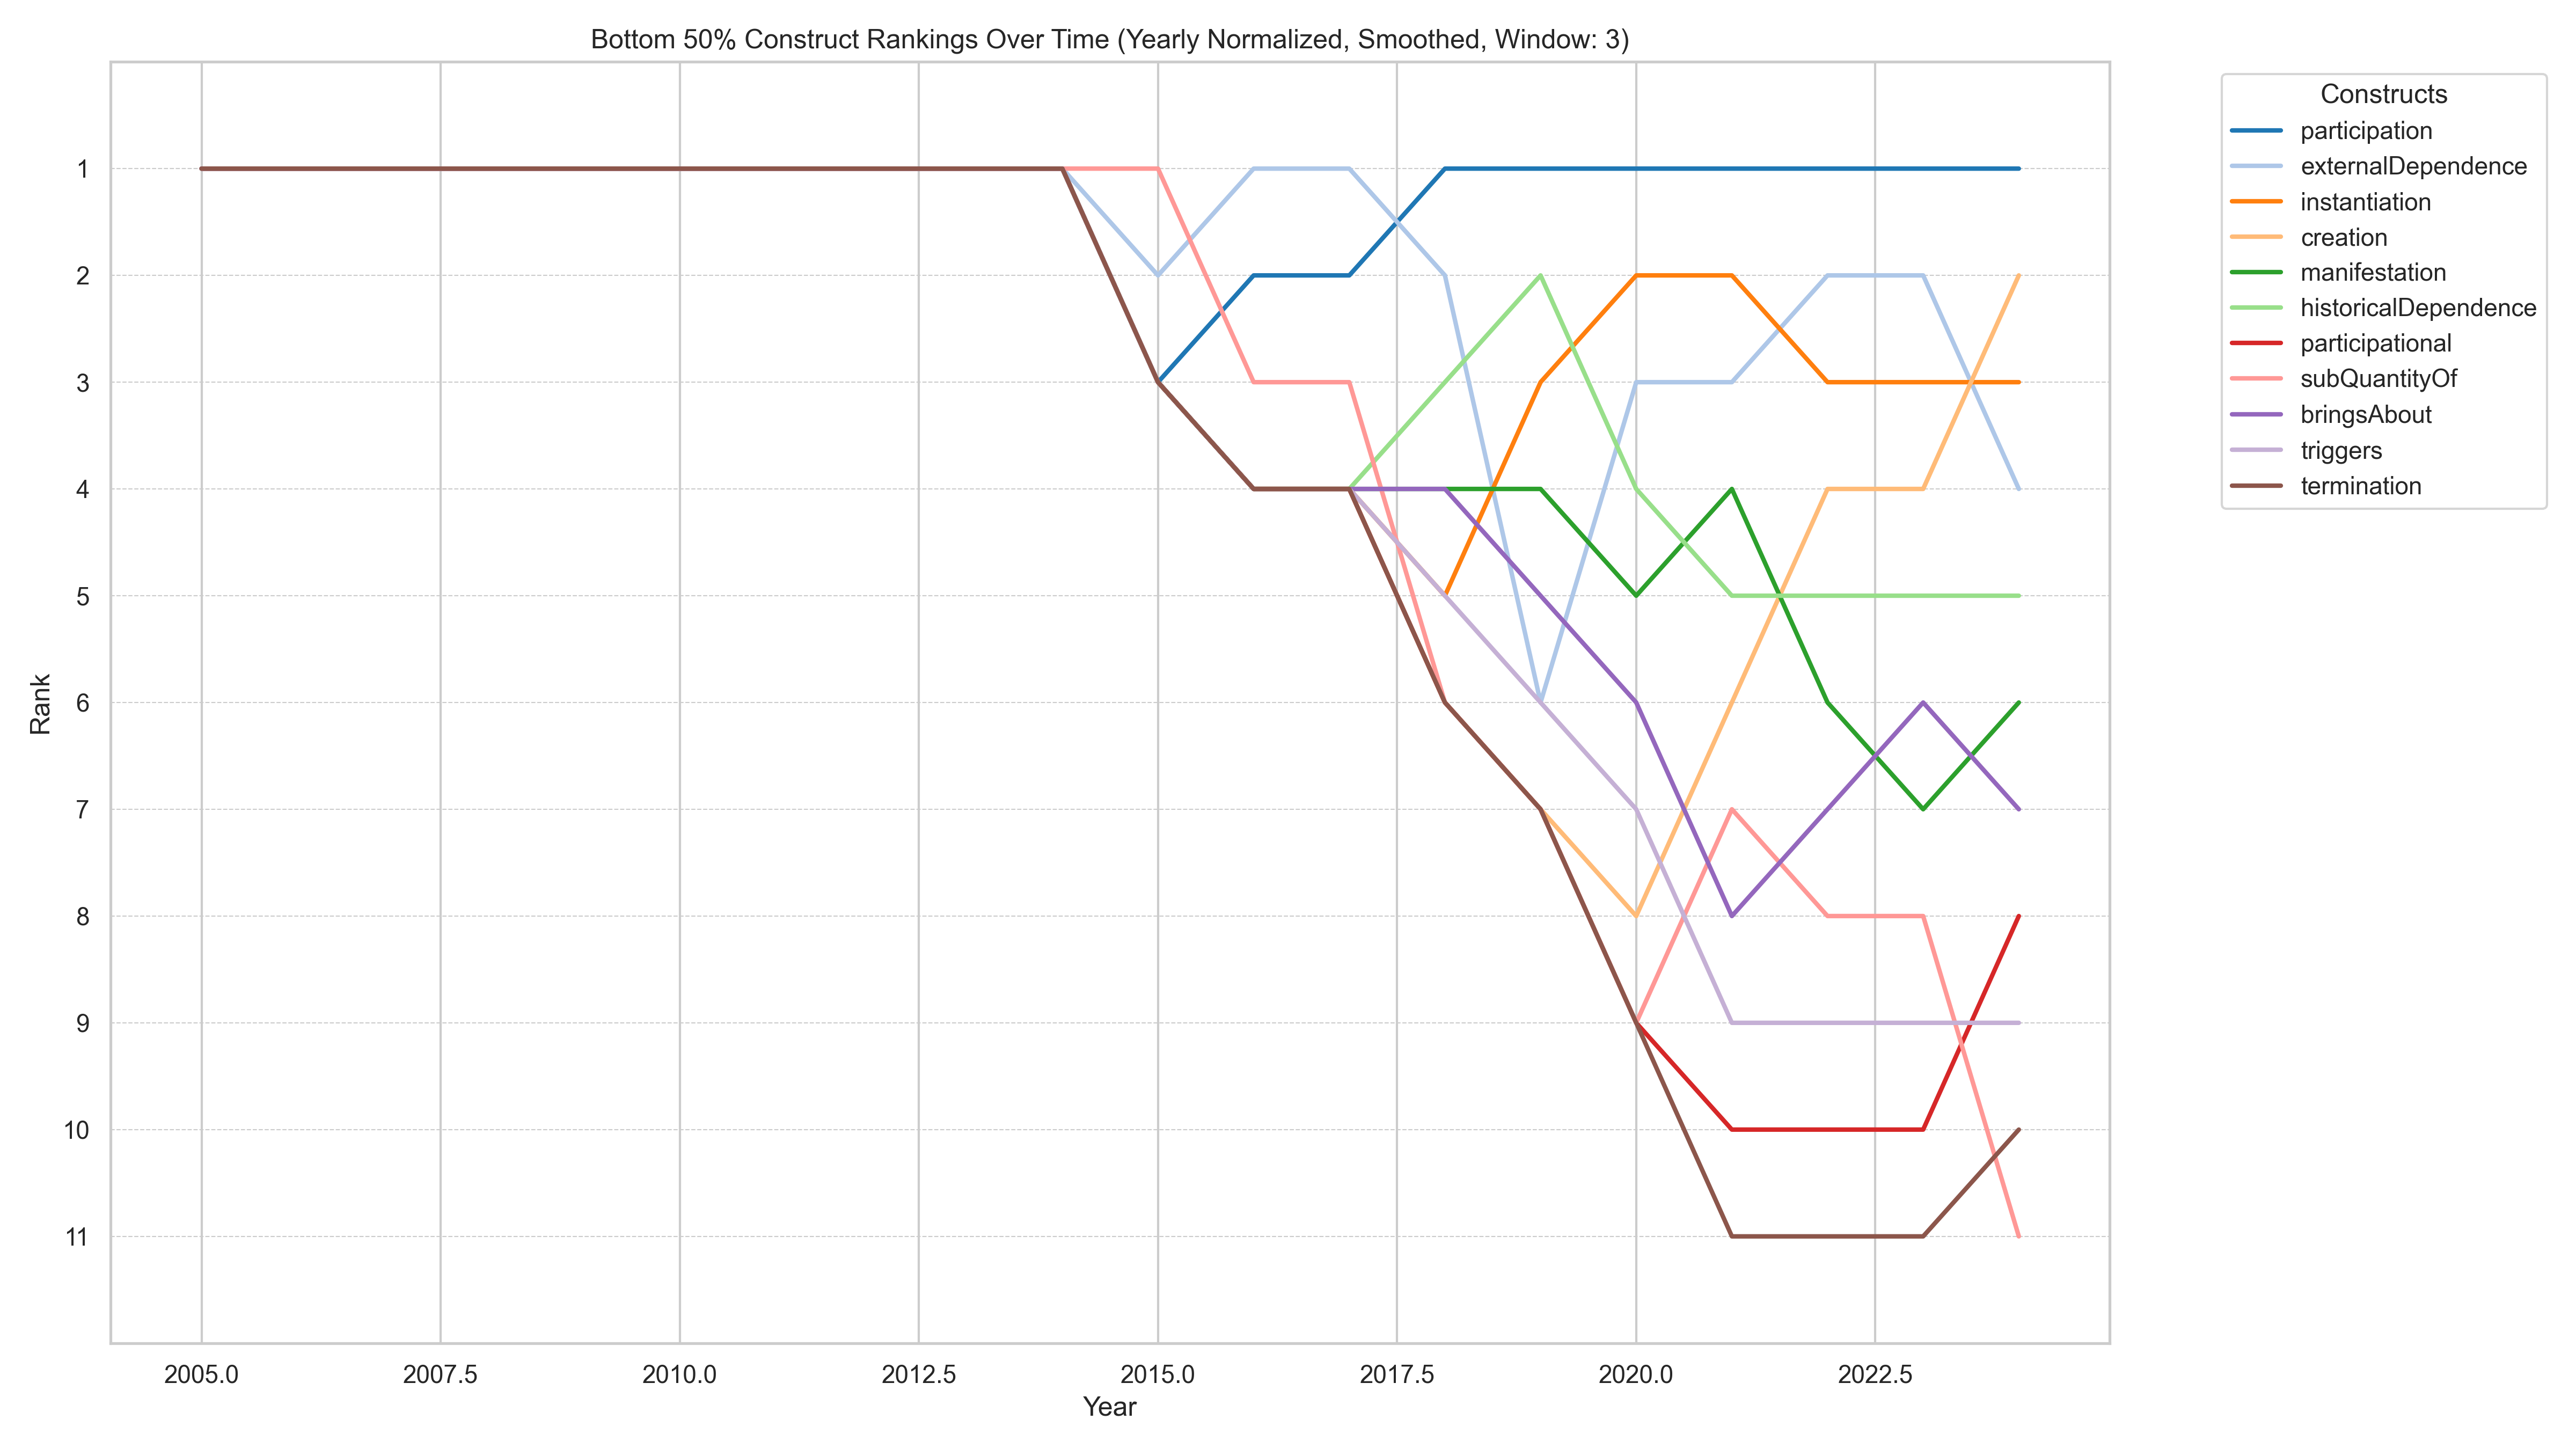 Bottom 50% Construct Rankings Over Time (Yearly Normalized, Smoothed, Window: 3)
Constructs
participation
externalDependence
instantiation
creation
manifestation
historicalDependence
participational
subQuantityOf
bringsAbout
triggers
termination
Rank
1
2
3
4
5
6
7
8
9
10
11
2005.0 2007.5 2010.0 2012.5 2015.0 2017.5 2020.0 2022.5
Year